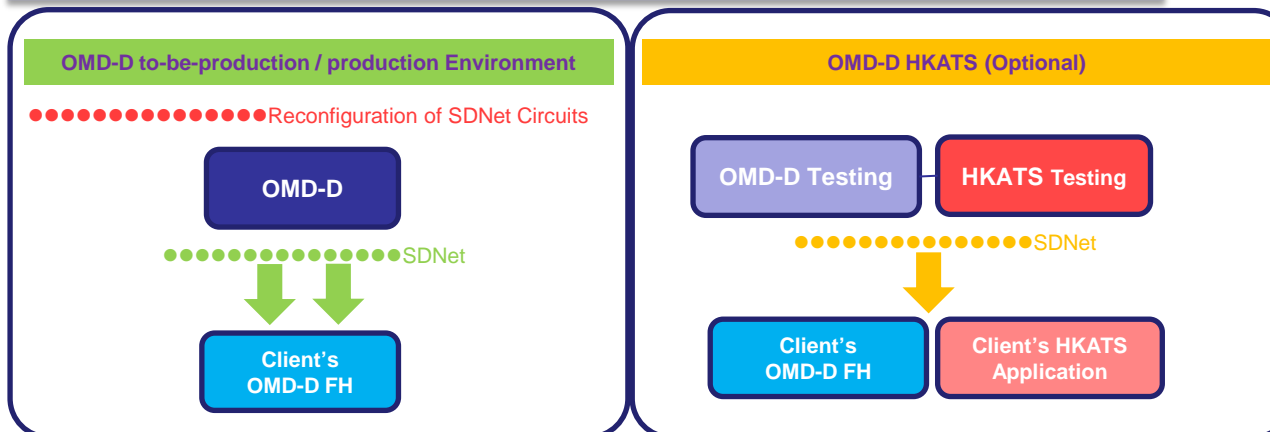 OMD-D to-be-production / production Environment
Reconfiguration of SDNet Circuits
OMD-D
SDNet
Client's
OMD-D FH
OMD-D HKATS (Optional)
OMD-D Testing
HKATS Testing
SDNet
Client's
OMD-D FH
Client's HKATS
Application